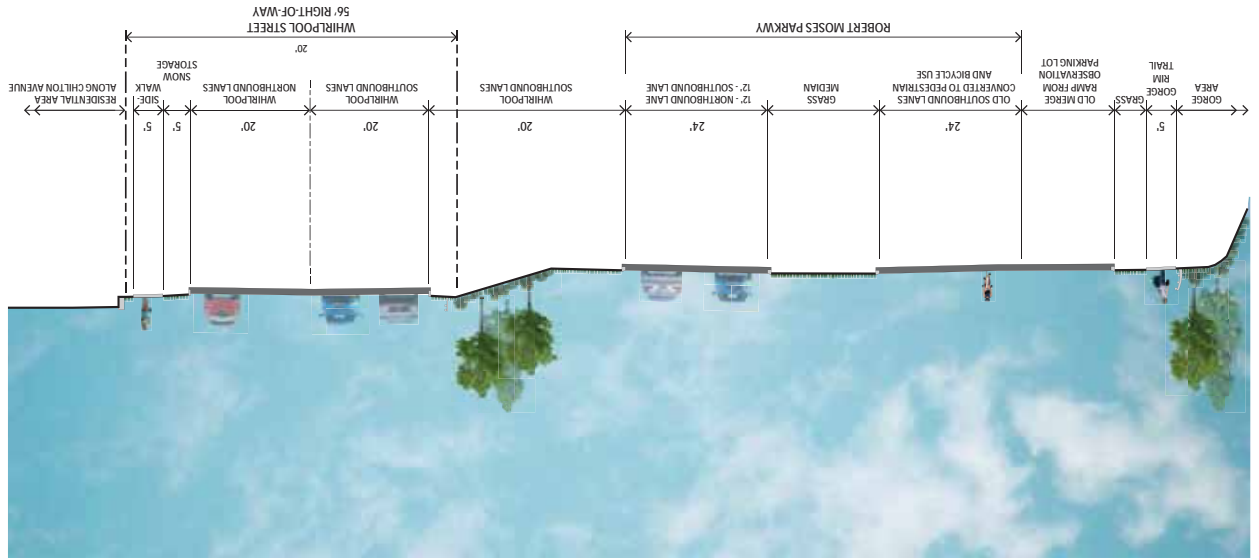 5'
24'
24'
20'
20'
20'
5'
5'
GORGE
AREA
GORGE
RIM
TRAIL
GRASS
OLD MERGE
RAMP FROM
OBSERVATION
PARKING LOT
OLD SOUTHBOUND LANES
CONVERTED TO PEDESTRIAN
AND BICYCLE USE
GRASS
MEDIAN
12' - NORTHBOUND LANE
12' - SOUTHBOUND LANE
WHIRLPOOL
SOUTHBOUND LANES
WHIRLPOOL
SOUTHBOUND LANES
WHIRLPOOL
NORTHBOUND LANES
SNOW
STORAGE
SIDE-
WALK
RESIDENTIAL AREA
ALONG CHILTON AVENUE
ROBERT MOSES PARKWY
20'
WHIRLPOOL STREET
56' RIGHT-OF-WAY